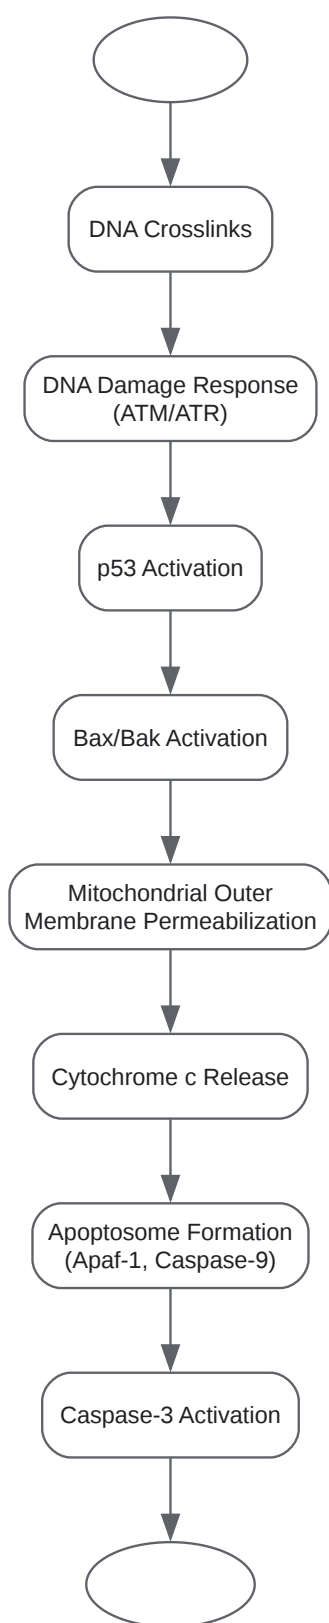 DNA Crosslinks
DNA Damage Response
(ATM/ATR)
p53 Activation
Bax/Bak Activation
Mitochondrial Outer
Membrane Permeabilization
Cytochrome c Release
Apoptosome Formation
(Apaf-1, Caspase-9)
Caspase-3 Activation